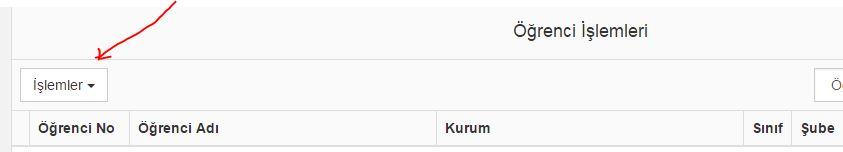 Öğrenci İşlemleri
İşlemler
Öğrenci No Öğrenci Adı Kurum Sınıf Şube